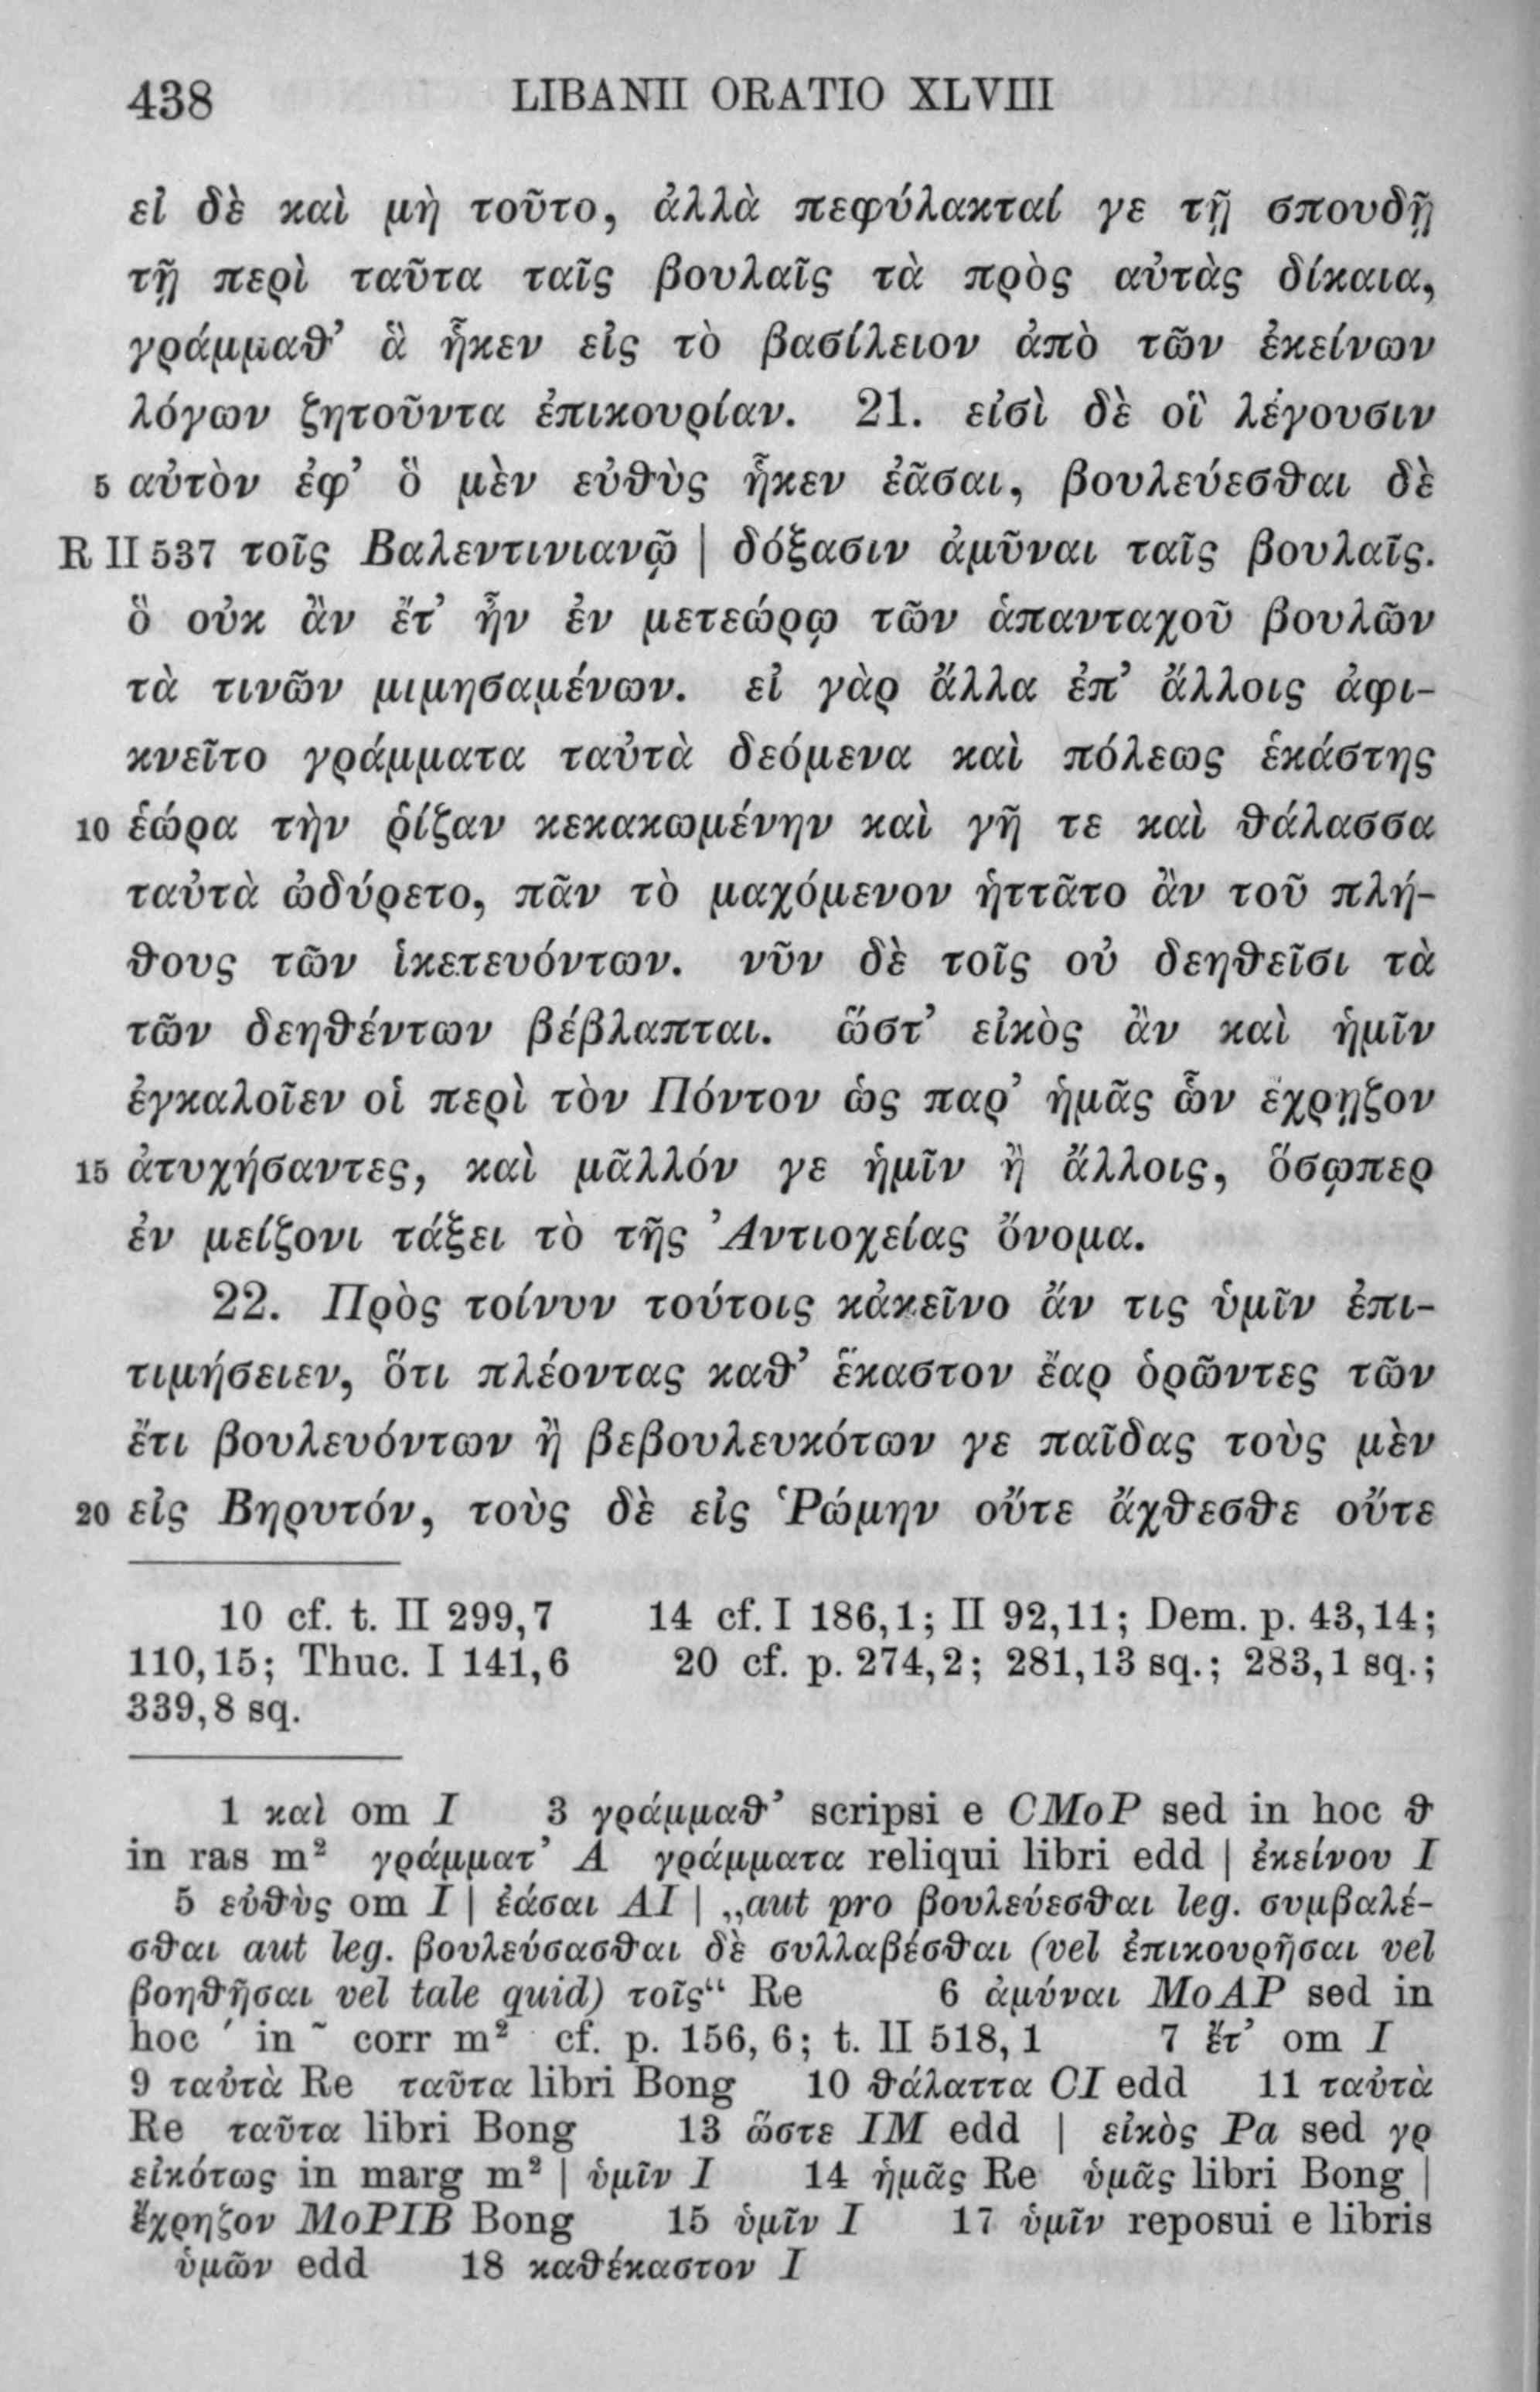 438 LIBANII ORATIO XLVIII
εἰ δὲ καὶ μὴ τοῦτο, ἀλλὰ πεφύλακταί γε τῇ σπουδῇ
τῇ περὶ ταῦτα ταῖς βουλαῖς τὰ πρὸς αὐτὰς δίκαια,
γράμμαθ’ ἃ ἧκεν εἰς τὸ βασίλειον ἀπὸ τῶν ἐκείνων
λόγων ζητοῦντα ἐπικουρίαν. 21. εἰσὶ δὲ οἳ λέγουσιν
5 αὐτὸν ἐφ’ ὃ μὲν εὐθὺς ἧκεν ἐᾶσαι, βουλεύεσθαι δὲ
R II 537 τοῖς Βαλεντινιανῷ | δόξασιν ἀμῦναι ταῖς βουλαῖς.
ὃ οὐκ ἂν ἔτ’ ἦν ἐν μετεώρῳ τῶν ἁπανταχοῦ βουλῶν
τὰ τινῶν μιμησαμένων. εἰ γὰρ ἄλλα ἐπ’ ἄλλοις ἀφι-
κνεῖτο γράμματα ταὐτὰ δεόμενα καὶ πόλεως ἑκάστης
10 ἑώρα τὴν ῥίζαν κεκακωμένην καὶ γῆ τε καὶ θάλασσα
ταὐτὰ ὠδύρετο, πᾶν τὸ μαχόμενον ἡττᾶτο ἂν τοῦ πλή-
θους τῶν ἱκετευόντων. νῦν δὲ τοῖς οὐ δεηθεῖσι τὰ
τῶν δεηθέντων βέβλαπται. ὥστ’ εἰκὸς ἂν καὶ ἡμῖν
ἐγκαλοῖεν οἱ περὶ τὸν Πόντον ὡς παρ’ ἡμᾶς ὧν ἐχρῃζον
15 ἀτυχήσαντες, καὶ μᾶλλόν γε ἡμῖν ἢ ἄλλοις, ὅσῳπερ
ἐν μείζονι τάξει τὸ τῆς Ἀντιοχείας ὄνομα.
22. Πρὸς τοίνυν τούτοις κἀκεῖνο ἄν τις ὑμῖν ἐπι-
τιμήσειεν, ὅτι πλέοντας καθ’ ἕκαστον ἔαρ ὁρῶντες τῶν
ἔτι βουλευόντων ἢ βεβουλευκότων γε παῖδας τοὺς μὲν
20 εἰς Βηρυτόν, τοὺς δὲ εἰς Ῥώμην οὔτε ἄχθεσθε οὔτε
10 cf. t. II 299,7 14 cf. I 186,1; II 92,11; Dem. p. 43,14;
110,15; Thuc. I 141,6 20 cf. p. 274,2; 281,13 sq.; 283,1 sq.;
339,8 sq.
1 καὶ om I 3 γράμμαθ’ scripsi e CMoP sed in hoc θ
in ras m² γράμματ’ A γράμματα reliqui libri edd | ἐκείνου I
5 εὐθὺς om I | ἐάσαι AI | „aut pro βουλεύεσθαι leg. συμβαλέ-
σθαι aut leg. βουλεύσασθαι δὲ συλλαβέσθαι (vel ἐπικουρῆσαι vel
βοηθῆσαι vel tale quid) τοῖς“ Re 6 ἀμύναι MoAP sed in
hoc ´ in ῀ corr m² cf. p. 156, 6; t. II 518, 1 7 ἔτ’ om I
9 ταὐτὰ Re ταῦτα libri Bong 10 θάλαττα CI edd 11 ταὐτὰ
Re ταῦτα libri Bong 13 ὥστε IM edd | εἰκὸς Pa sed γρ
εἰκότως in marg m² | ὑμῖν I 14 ἡμᾶς Re ὑμᾶς libri Bong |
ἔχρηζον MoPIB Bong 15 ὑμῖν I 17 ὑμῖν reposui e libris
ὑμῶν edd 18 καθέκαστον I